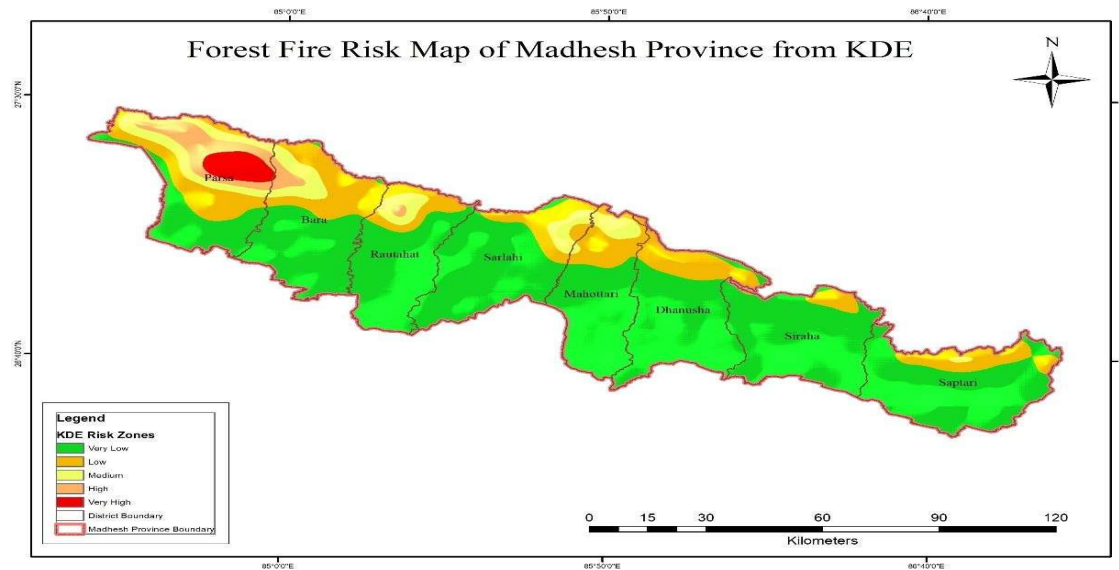 85°0'0"E 85°50'0"E 86°40'0"E
Forest Fire Risk Map of Madhesh Province from KDE
N
27°30'0"N
Parsa
Bara
Rautahat
Sarlahi
Mahottari
Dhanusha
Siraha
Saptari
Legend
KDE Risk Zones
Very Low
Low
Medium
High
Very High
District Boundary
Madhesh Province Boundary
0 15 30 60 90 120
Kilometers
85°0'0"E 85°50'0"E 86°40'0"E